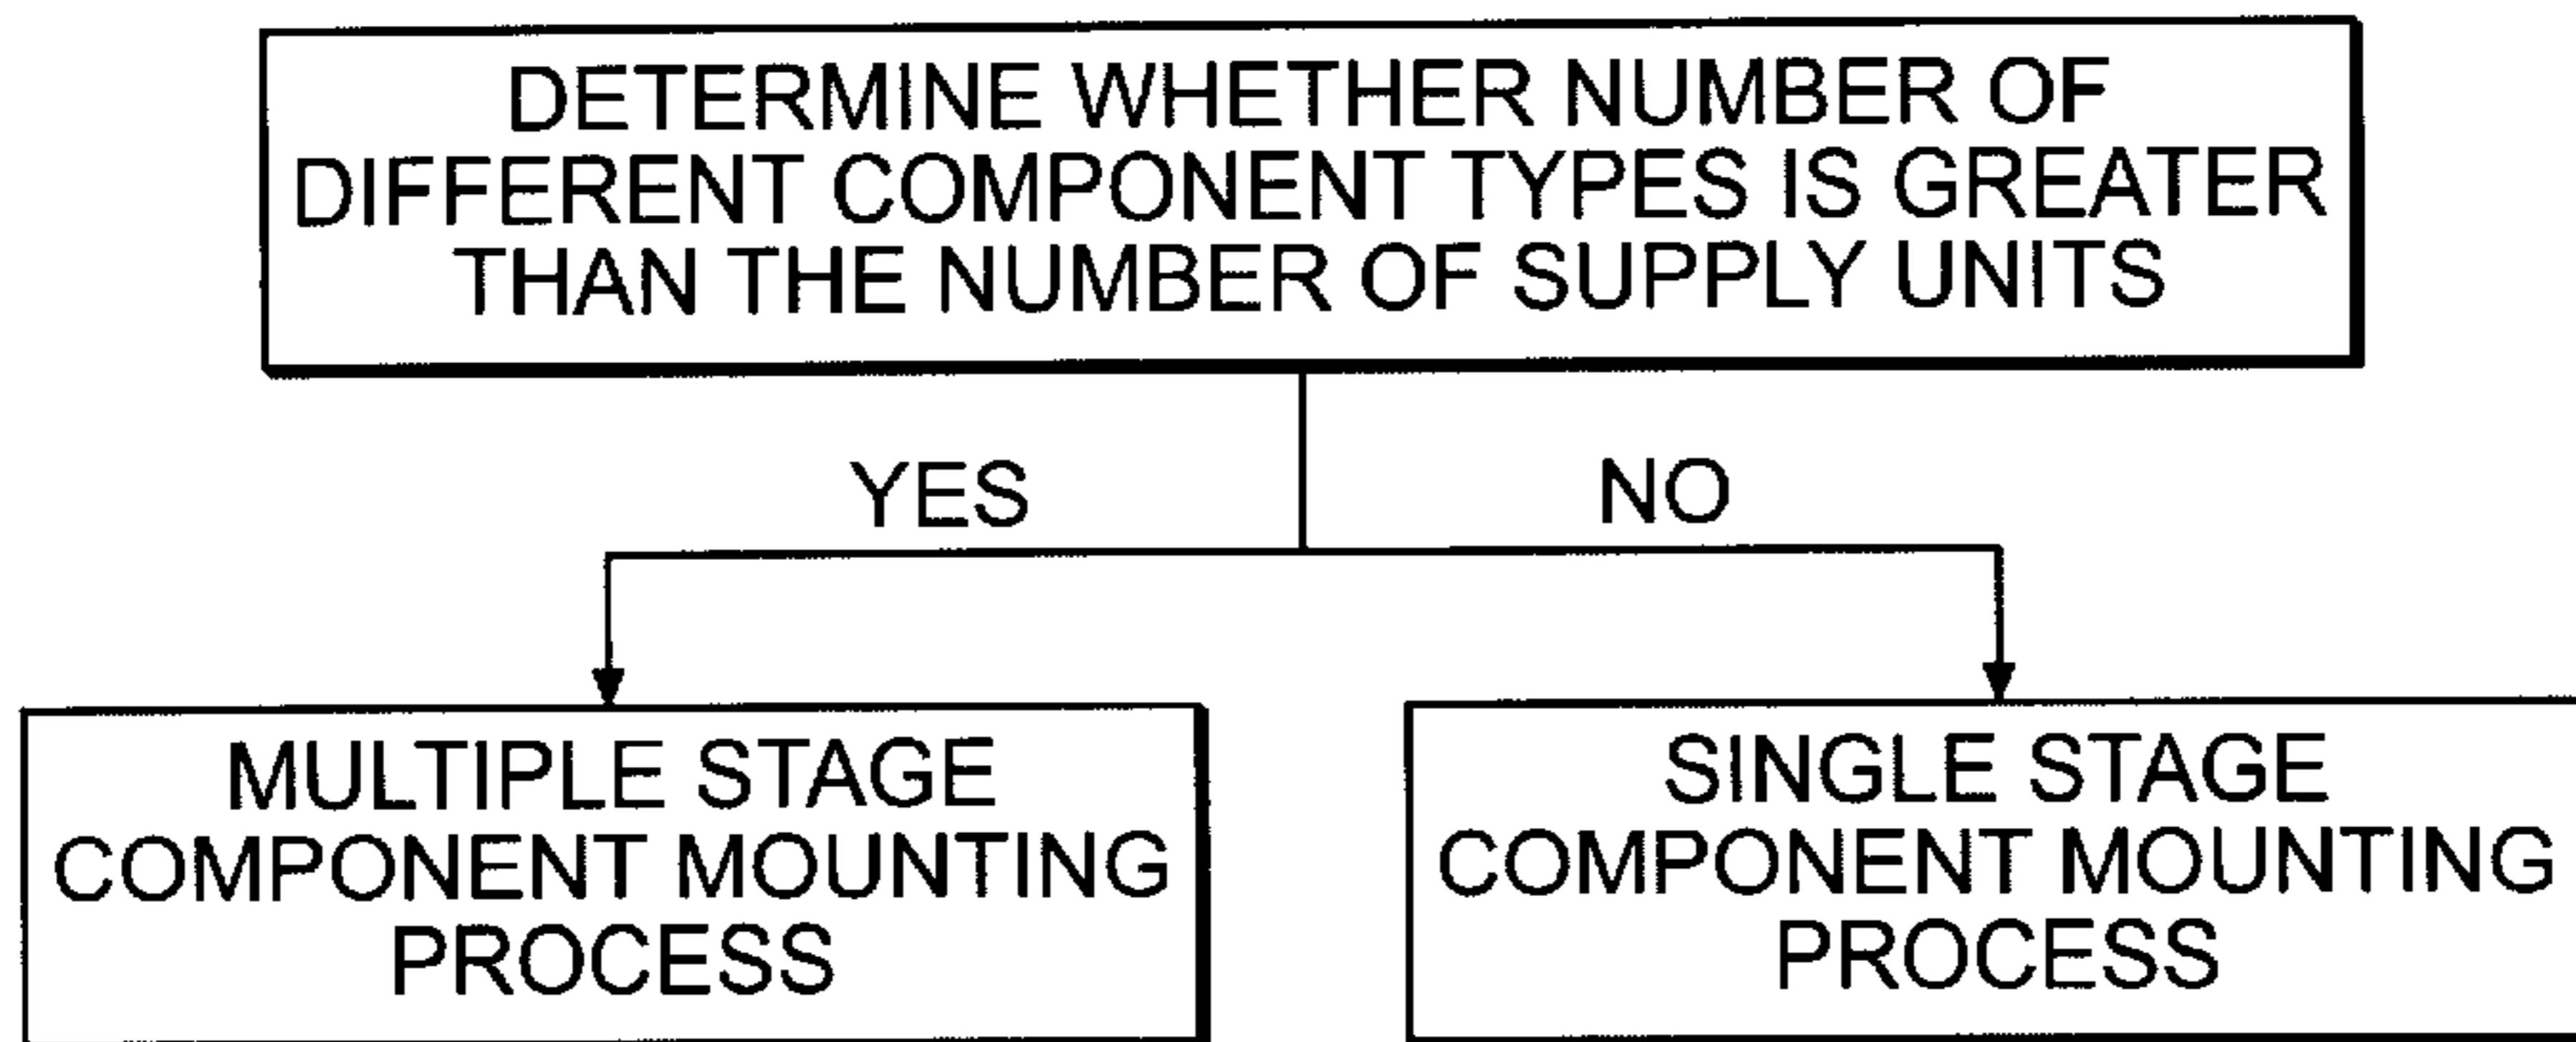 DETERMINE WHETHER NUMBER OF
DIFFERENT COMPONENT TYPES IS GREATER
THAN THE NUMBER OF SUPPLY UNITS
YES
NO
MULTIPLE STAGE
COMPONENT MOUNTING
PROCESS
SINGLE STAGE
COMPONENT MOUNTING
PROCESS